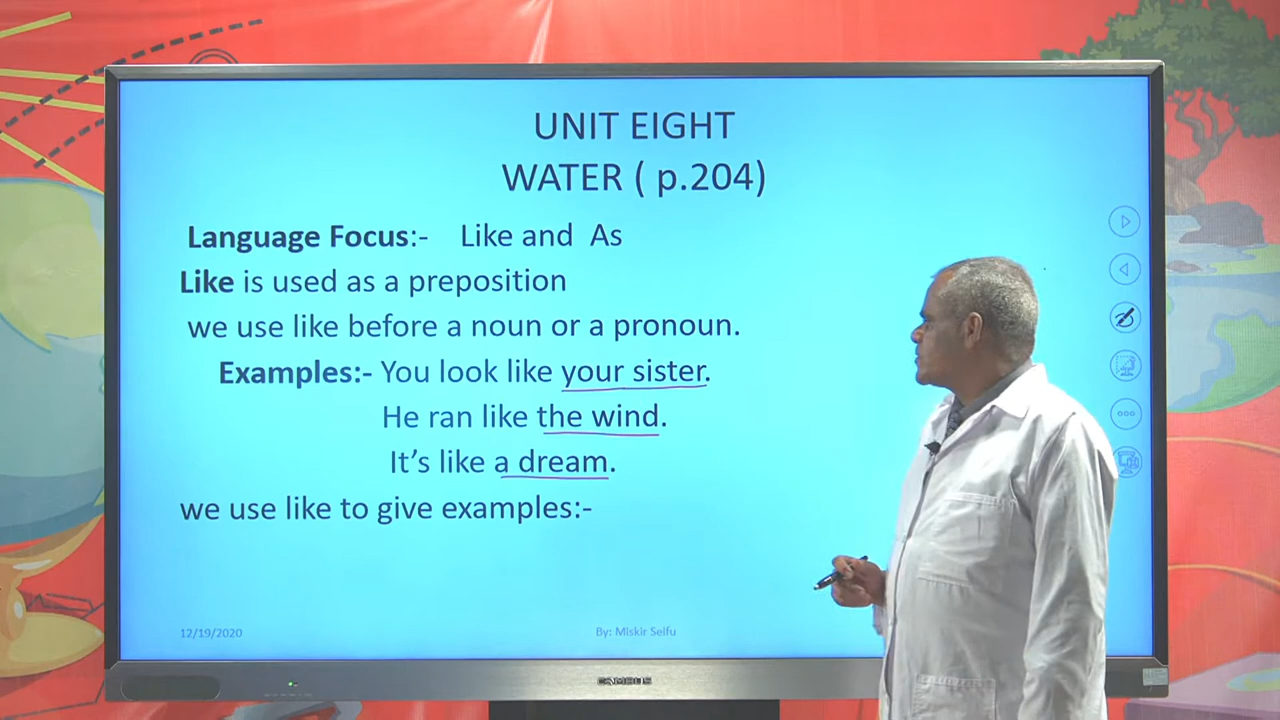 UNIT EIGHT
WATER ( p.204)
Language Focus:- Like and As
Like is used as a preposition
we use like before a noun or a pronoun.
Examples:- You look like your sister.
He ran like the wind.
It's like a dream.
we use like to give examples:-
12/19/2020 By: Miskir Seifu